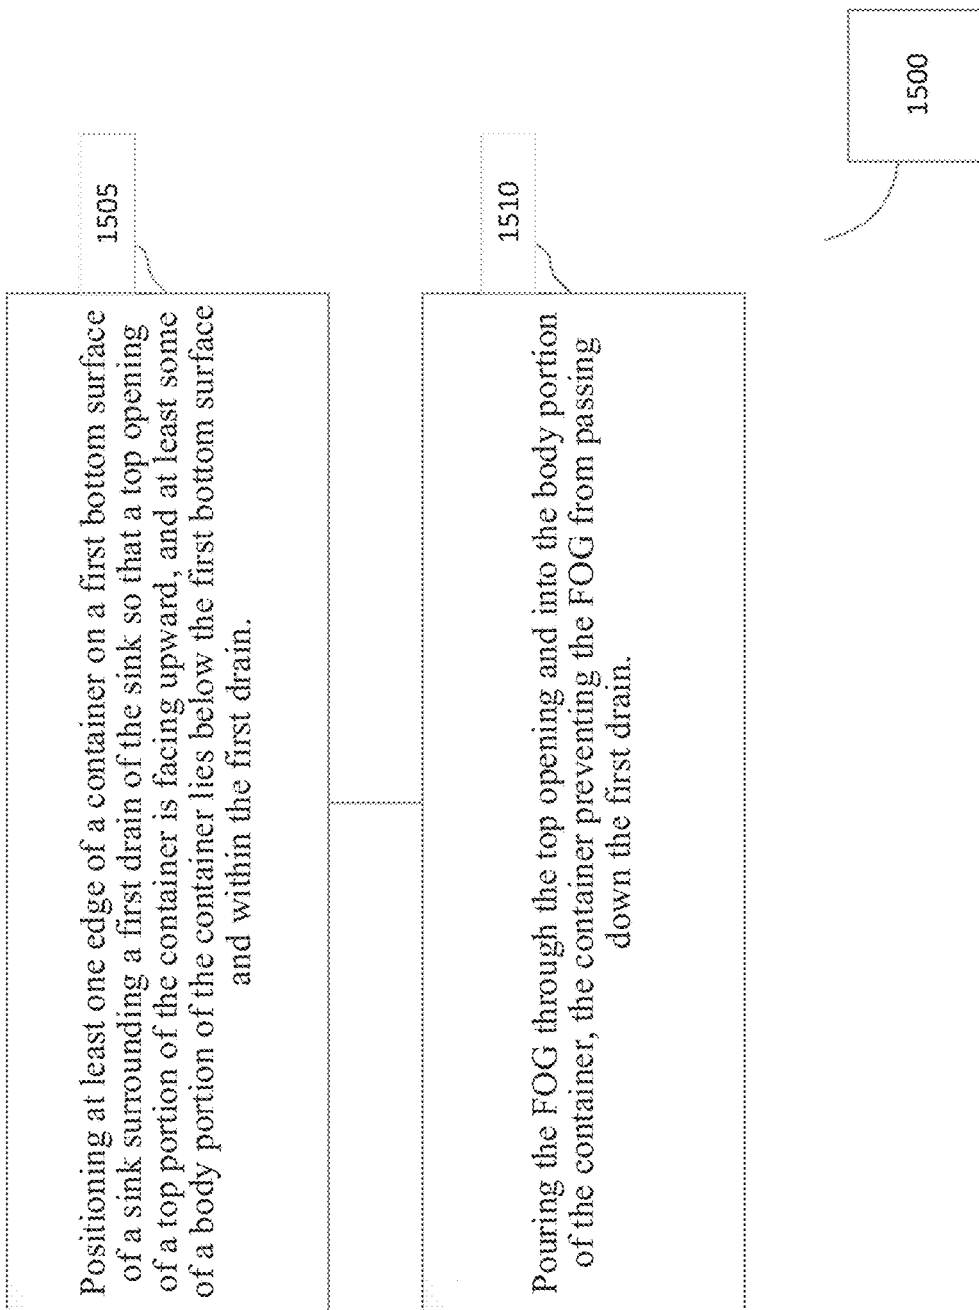 1505
Positioning at least one edge of a container on a first bottom surface
of a sink surrounding a first drain of the sink so that a top opening
of a top portion of the container is facing upward, and at least some
of a body portion of the container lies below the first bottom surface
and within the first drain.
1510
Pouring the FOG through the top opening and into the body portion
of the container, the container preventing the FOG from passing
down the first drain.
1500